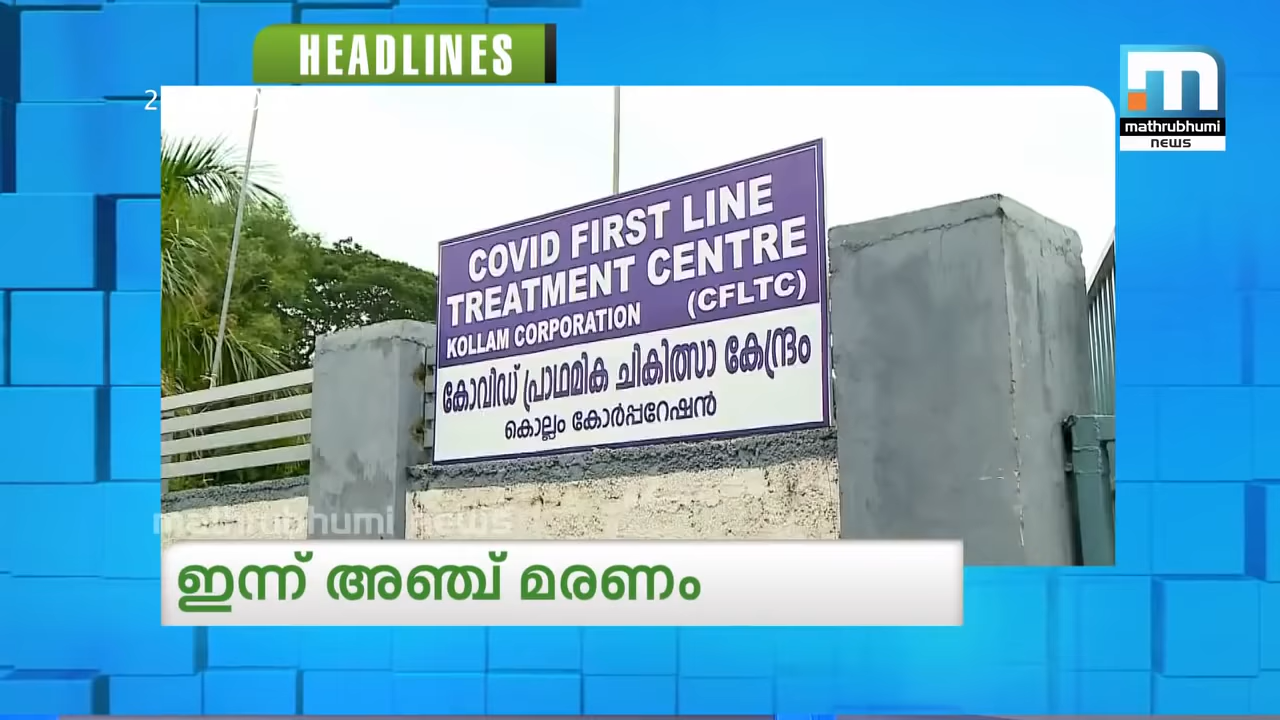 HEADLINES
mathrubhumi
news
COVID FIRST LINE
TREATMENT CENTRE
KOLLAM CORPORATION (CFLTC)
കോവിഡ് പ്രാഥമിക ചികിത്സാ കേന്ദ്രം
കൊല്ലം കോർപ്പറേഷൻ
mathrubhumi news
ഇന്ന് അഞ്ച് മരണം